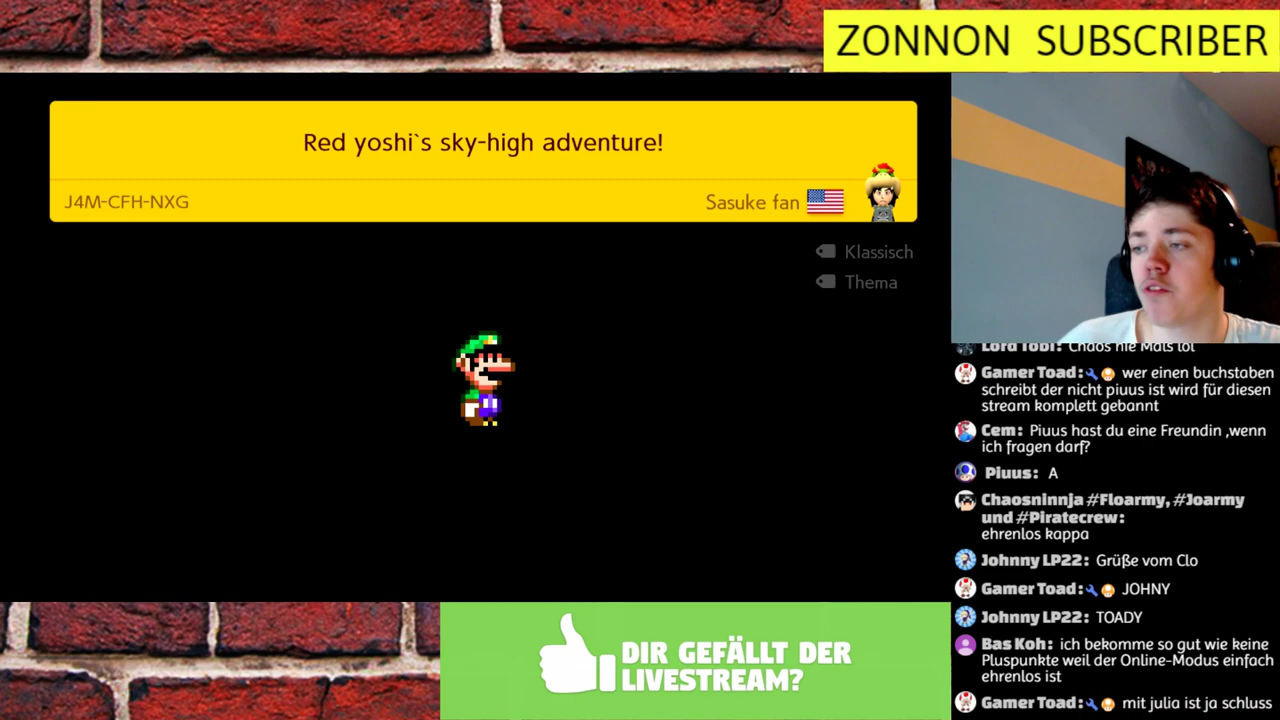 ZONNON SUBSCRIBER
Red yoshi`s sky-high adventure!
J4M-CFH-NXG
Sasuke fan
Klassisch
Thema
Lord Tobi: Chaos nie Mals lol
Gamer Toad: wer einen buchstaben
schreibt der nicht piuus ist wird für diesen
stream komplett gebannt
Cem: Piuus hast du eine Freundin ,wenn
ich fragen darf?
Piuus: A
Chaosninnja #Floarmy, #Joarmy
und #Piratecrew:
ehrenlos kappa
Johnny LP22: Grüße vom Clo
Gamer Toad: JOHNY
Johnny LP22: TOADY
Bas Koh: ich bekomme so gut wie keine
Pluspunkte weil der Online-Modus einfach
ehrenlos ist
Gamer Toad: mit julia ist ja schluss
DIR GEFÄLLT DER
LIVESTREAM?